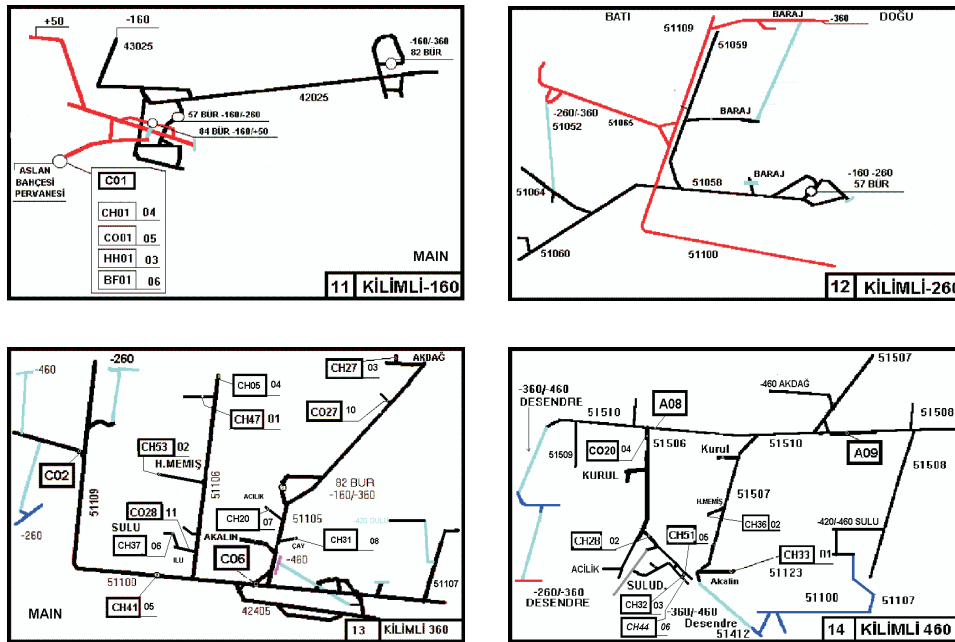 +50
-160
43025
-160/-360
82 BÜR
42025
57 BÜR -160/-260
84 BÜR -160/+50
ASLAN
BAHÇESİ
PERVANESİ
C01
CH01 04
CO01 05
HH01 03
BF01 06
MAIN
11 KİLİMLİ-160
BATI
BARAJ
-360
DOĞU
51109
51059
-260/-360
51052
51065
BARAJ
51064
51058
BARAJ
-160 -260
57 BÜR
51060
51100
12 KİLİMLİ-260
-460
-260
CH27 03
AKDAĞ
CH05 04
CH47 01
CO27 10
CH53 02
H.MEMİŞ
C02
51109
51106
82 BUR
-160/-360
ACILIK
CH20
07
51105
-420 SULU
CO28 11
SULU
CH37 06
ILU
AKALIN
ÇAY
CH31 08
-260
C06
-460
51100
51107
CH41 05
42405
MAIN
13 KİLİMLİ 360
51507
-360/-460
DESENDRE
-460 AKDAĞ
51508
51510
A08
CO20 04
51506
51510
51509
Kurul
A09
51508
KURUL
51507
H.MEMİŞ
CH36 02
CH28 02
CH51 05
-420/-460 SULU
CH33 01
ACİLİK
SULUD.
Akalin
51123
-260/-360
DESENDRE
CH32 03
CH44 06
-360/-460
Desendre
51412
51100
51107
14 KİLİMLİ 460